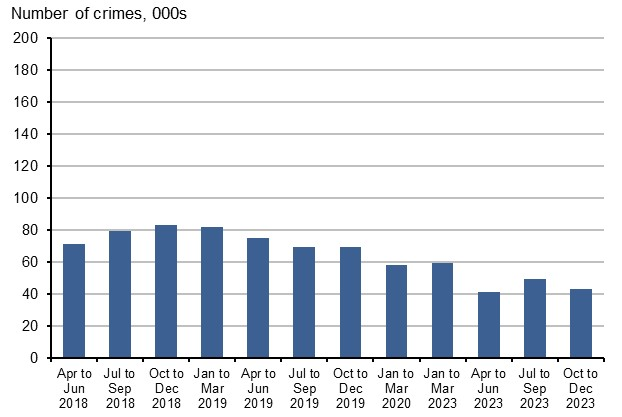 Number of crimes, 000s
200
180
160
140
120
100
80
60
40
20
0
Apr to Jul to Oct to Jan to Apr to Jul to Oct to Jan to Jan to Apr to Jul to Oct to
Jun Sep Dec Mar Jun Sep Dec Mar Mar Jun Sep Dec
2018 2018 2018 2019 2019 2019 2019 2020 2023 2023 2023 2023